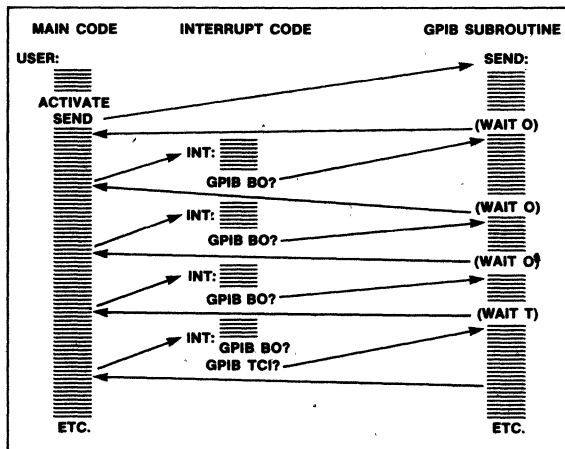 MAIN CODE
INTERRUPT CODE
GPIB SUBROUTINE
USER:
SEND:
ACTIVATE
SEND
(WAIT O)
INT:
GPIB BO?
(WAIT O)
INT:
GPIB BO?
(WAIT O)
INT:
GPIB BO?
(WAIT T)
INT:
GPIB BO?
GPIB TCI?
ETC.
ETC.